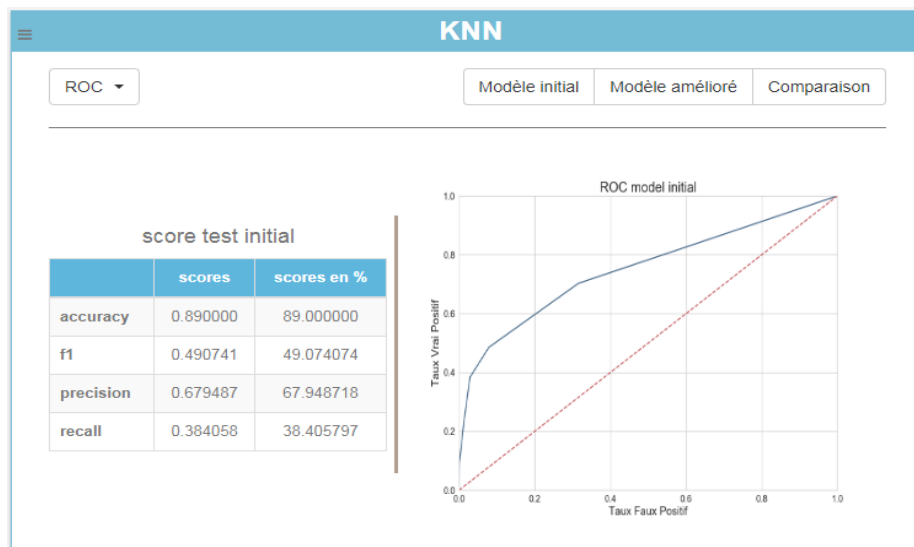 KNN
ROC
Modèle initial Modèle amélioré Comparaison
score test initial
scores scores en %
accuracy 0.890000 89.000000
f1 0.490741 49.074074
precision 0.679487 67.948718
recall 0.384058 38.405797
ROC model initial
1.0
0.8
0.6
0.4
0.2
0.0
Taux Vrai Positif
0.0 0.2 0.4 0.6 0.8 1.0
Taux Faux Positif